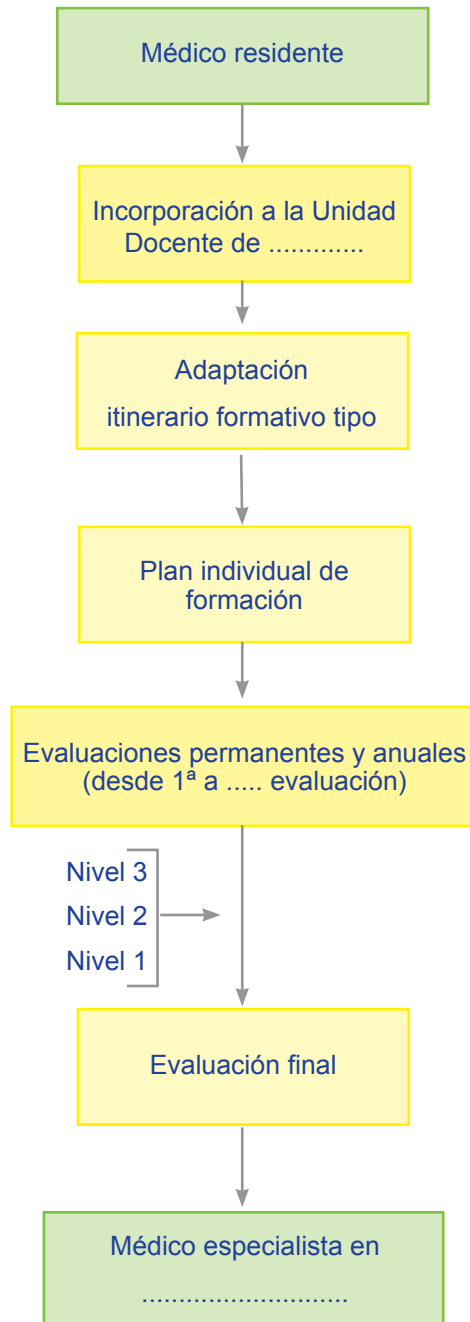 Médico residente
Incorporación a la Unidad
Docente de .............
Adaptación
itinerario formativo tipo
Plan individual de
formación
Evaluaciones permanentes y anuales
(desde 1ª a ..... evaluación)
Nivel 3
Nivel 2
Nivel 1
Evaluación final
Médico especialista en
...........................